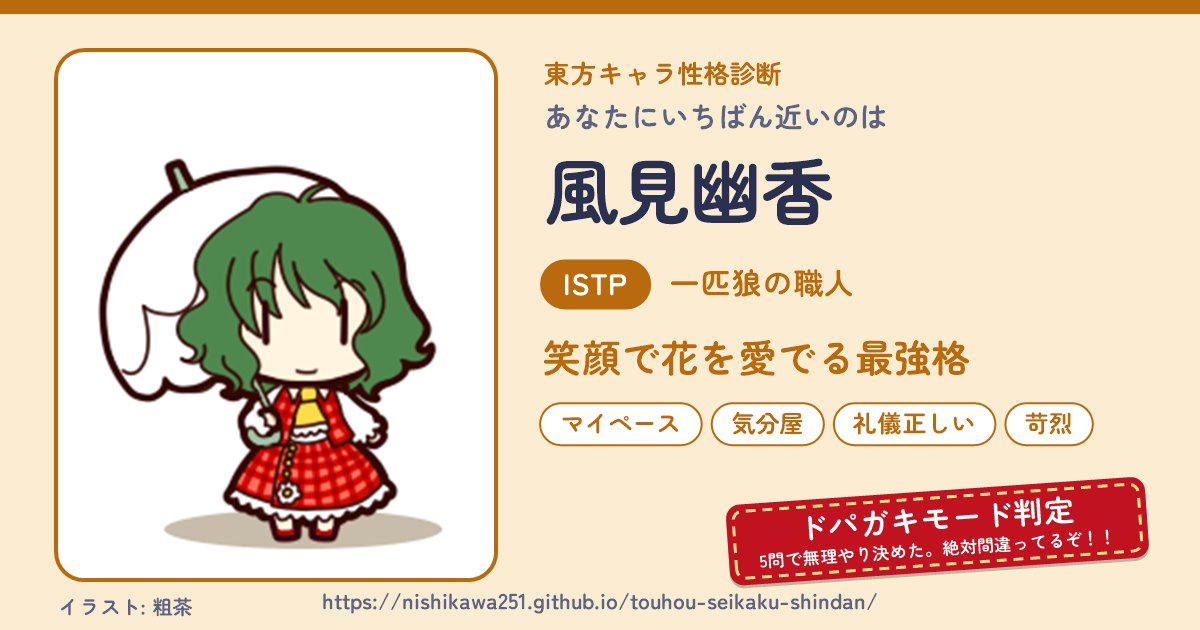 東方キャラ性格診断
あなたにいちばん近いのは
風見幽香
ISTP 一匹狼の職人
笑顔で花を愛でる最強格
マイペース 気分屋 礼儀正しい 苛烈
ドパガキモード判定
5問で無理やり決めた。絶対間違ってるぞ！！
イラスト: 粗茶
https://nishikawa251.github.io/touhou-seikaku-shindan/